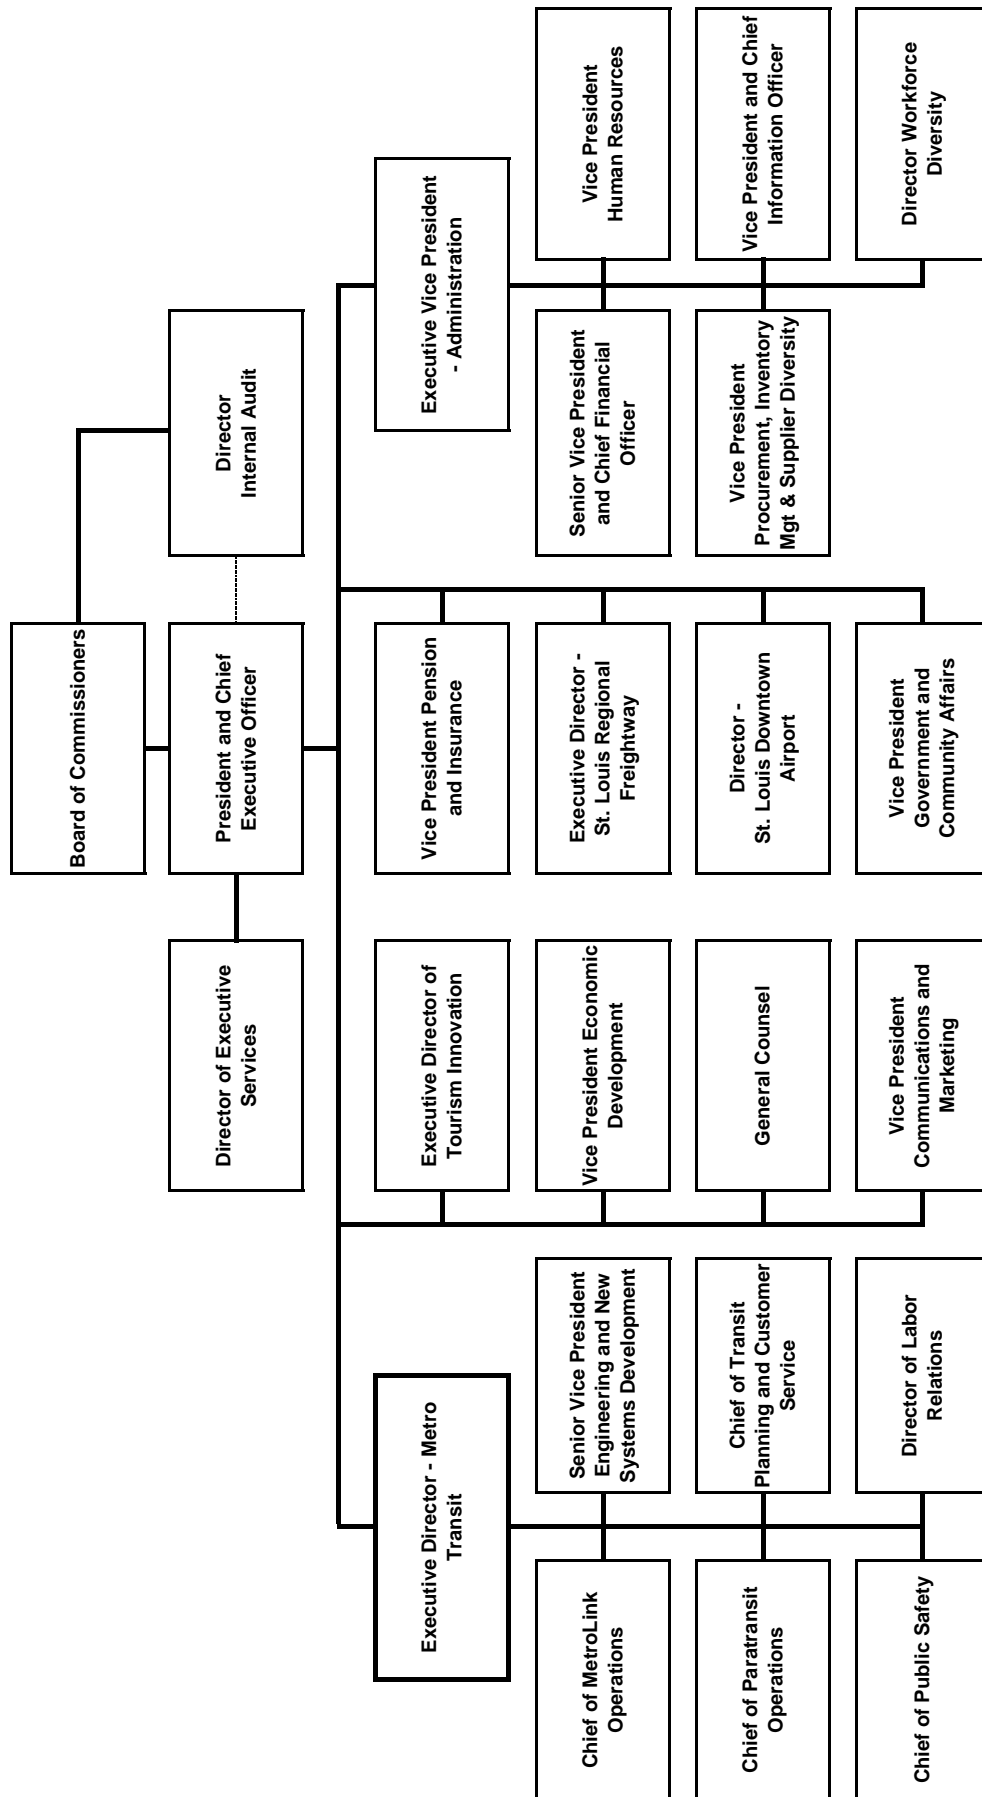 Board of Commissioners
Director of Executive
Services
President and Chief
Executive Officer
Director
Internal Audit
Executive Director - Metro
Transit
Executive Director of
Tourism Innovation
Vice President Pension
and Insurance
Executive Vice President
- Administration
Chief of MetroLink
Operations
Senior Vice President
Engineering and New
Systems Development
Vice President Economic
Development
Executive Director -
St. Louis Regional
Freightway
Senior Vice President
and Chief Financial
Officer
Vice President
Human Resources
Chief of Paratransit
Operations
Chief of Transit
Planning and Customer
Service
General Counsel
Director -
St. Louis Downtown
Airport
Vice President
Procurement, Inventory
Mgt & Supplier Diversity
Vice President and Chief
Information Officer
Chief of Public Safety
Director of Labor
Relations
Vice President
Communications and
Marketing
Vice President
Government and
Community Affairs
Director Workforce
Diversity